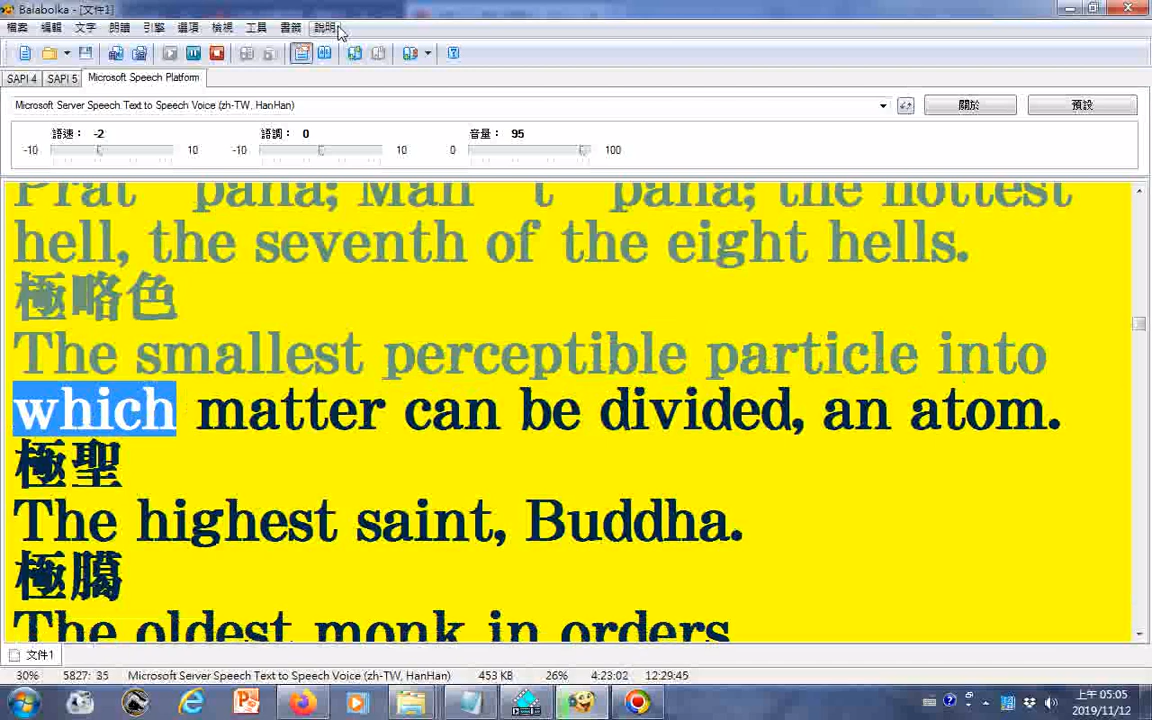 Balabolka - [文件1]
檔案 編輯 文字 朗讀 引擎 選項 檢視 工具 書籤 說明
SAPI 4 SAPI 5 Microsoft Speech Platform
Microsoft Server Speech Text to Speech Voice (zh-TW, HanHan) 關於 預設
語速： -2 語調： 0 音量： 95
-10 10 -10 10 0 100
Prat pana; Mah t pana; the hottest
hell, the seventh of the eight hells.
極略色
The smallest perceptible particle into
which matter can be divided, an atom.
極聖
The highest saint, Buddha.
極臈
The oldest monk in orders
文件1
30% 5827: 35 Microsoft Server Speech Text to Speech Voice (zh-TW, HanHan) 453 KB 26% 4:23:02 12:29:45
上午 05:05
2019/11/12